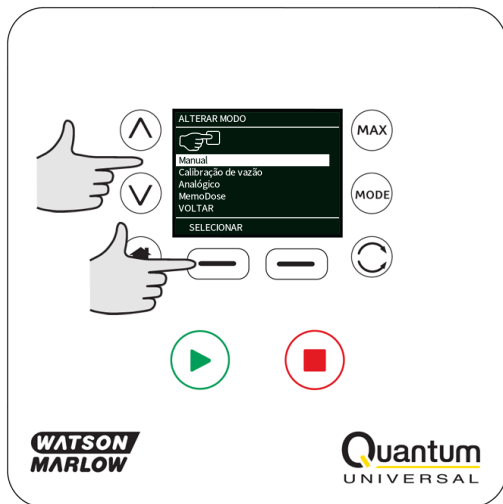 ALTERAR MODO
Manual
Calibração de vazão
Analógico
MemoDose
VOLTAR
SELECIONAR
MAX
MODE
WATSON
MARLOW
Quantum
UNIVERSAL